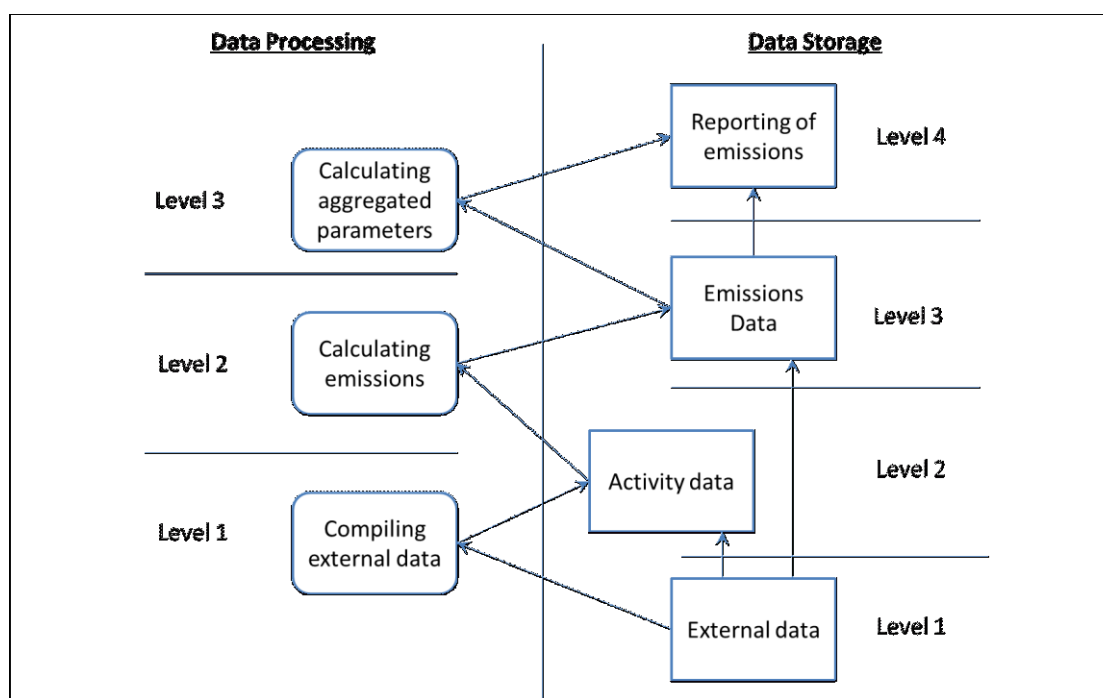 Data Processing
Data Storage
Reporting of
emissions
Level 4
Calculating
aggregated
parameters
Level 3
Emissions
Data
Level 3
Calculating
emissions
Level 2
Activity data
Level 2
Compiling
external data
Level 1
External data
Level 1